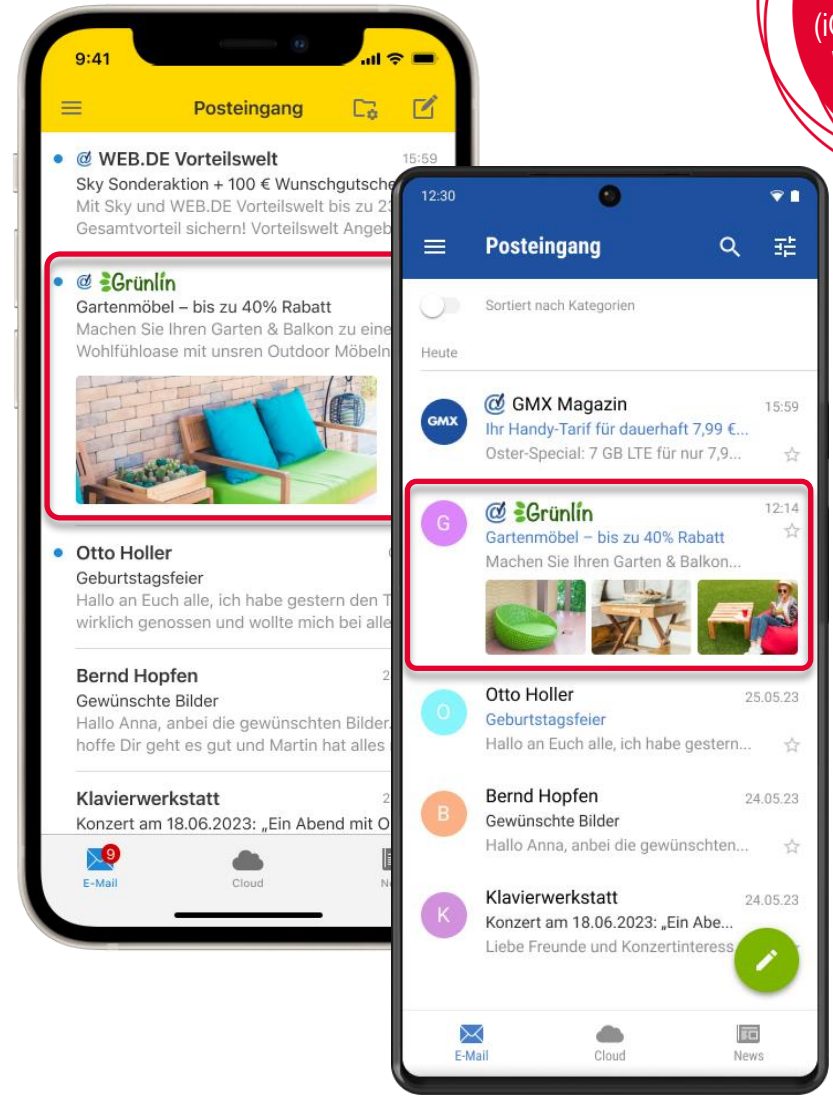 9:41
Posteingang
@ WEB.DE Vorteilswelt
15:59
Sky Sonderaktion + 100 € Wunschgutsche
Mit Sky und WEB.DE Vorteilswelt bis zu
Gesamtvorteil sichern! Vorteilswelt Angeb
@ Grünlin
Gartenmöbel – bis zu 40% Rabatt
Machen Sie Ihren Garten & Balkon zu eine
Wohlfühloase mit unsren Outdoor Möbeln
Otto Holler
Geburtstagsfeier
Hallo an Euch alle, ich habe gestern den T
wirklich genossen und wollte mich bei alle
Bernd Hopfen
2
Gewünschte Bilder
Hallo Anna, anbei die gewünschten Bilder.
hoffe Dir geht es gut und Martin hat alles
Klavierwerkstatt
2
Konzert am 18.06.2023: „Ein Abend mit O
9
E-Mail
Cloud
12:30
Posteingang
Sortiert nach Kategorien
Heute
GMX
@ GMX Magazin
15:59
Ihr Handy-Tarif für dauerhaft 7,99 €...
Oster-Special: 7 GB LTE für nur 7,9...
G
@ Grünlin
12:14
Gartenmöbel – bis zu 40% Rabatt
Machen Sie Ihren Garten & Balkon...
O
Otto Holler
25.05.23
Geburtstagsfeier
Hallo an Euch alle, ich habe gestern...
B
Bernd Hopfen
24.05.23
Gewünschte Bilder
Hallo Anna, anbei die gewünschten...
K
Klavierwerkstatt
24.05.23
Konzert am 18.06.2023: „Ein Abe...
Liebe Freunde und Konzertinteress
E-Mail
Cloud
News